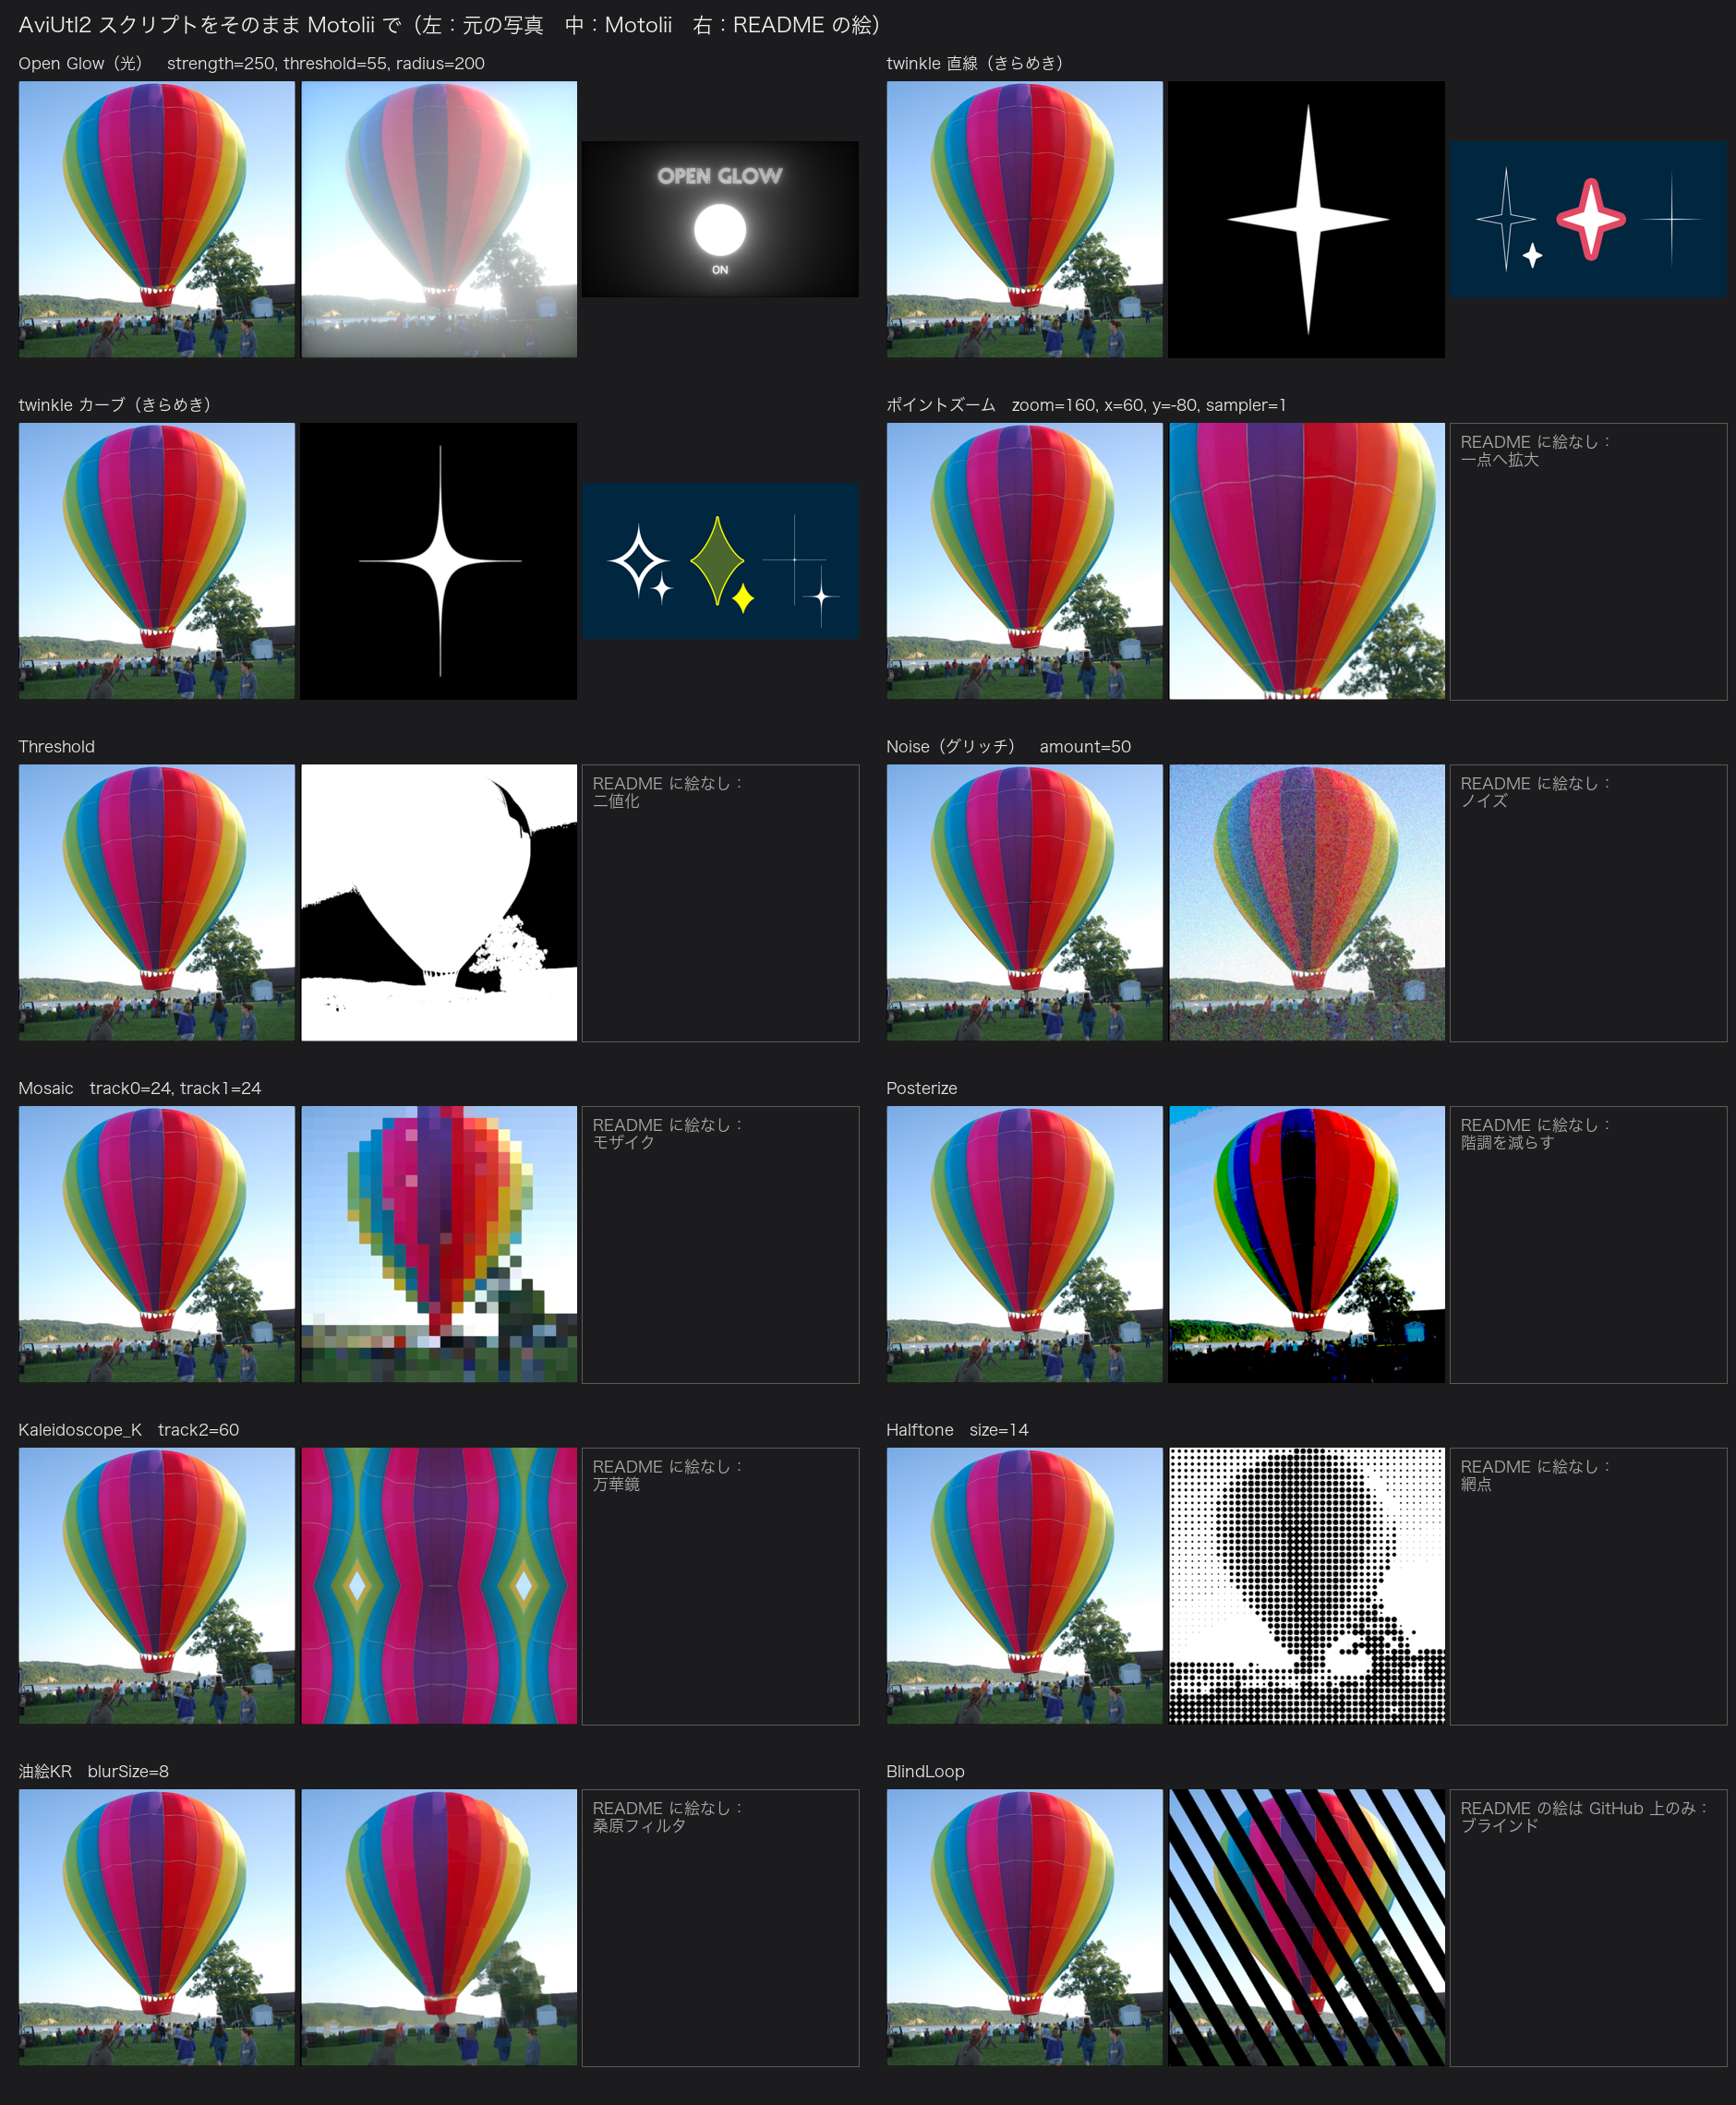 AviUtl2 スクリプトをそのまま Motolii で（左：元の写真　中：Motolii　右：README の絵）
Open Glow（光）　strength=250, threshold=55, radius=200
OPEN GLOW
ON
twinkle 直線（きらめき）
twinkle カーブ（きらめき）
ポイントズーム　zoom=160, x=60, y=-80, sampler=1
README に絵なし：
一点へ拡大
Threshold
README に絵なし：
二値化
Noise（グリッチ）　amount=50
README に絵なし：
ノイズ
Mosaic　track0=24, track1=24
README に絵なし：
モザイク
Posterize
README に絵なし：
階調を減らす
Kaleidoscope_K　track2=60
README に絵なし：
万華鏡
Halftone　size=14
README に絵なし：
網点
油絵KR　blurSize=8
README に絵なし：
桑原フィルタ
BlindLoop
README の絵は GitHub 上のみ：
ブラインド